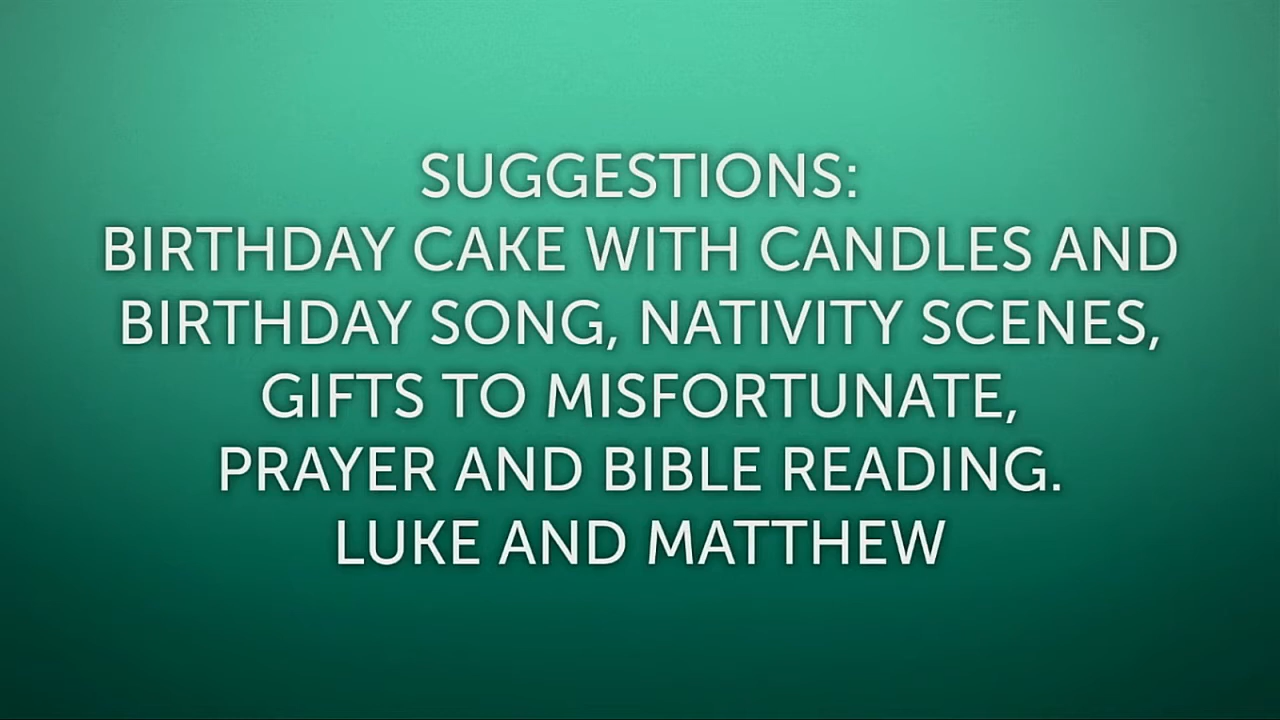 SUGGESTIONS:
BIRTHDAY CAKE WITH CANDLES AND
BIRTHDAY SONG, NATIVITY SCENES,
GIFTS TO MISFORTUNATE,
PRAYER AND BIBLE READING.
LUKE AND MATTHEW